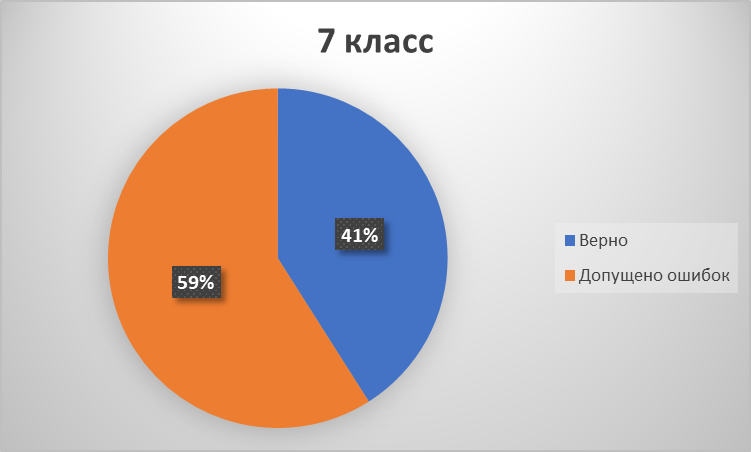 7 класс
41%
59%
Верно
Допущено ошибок